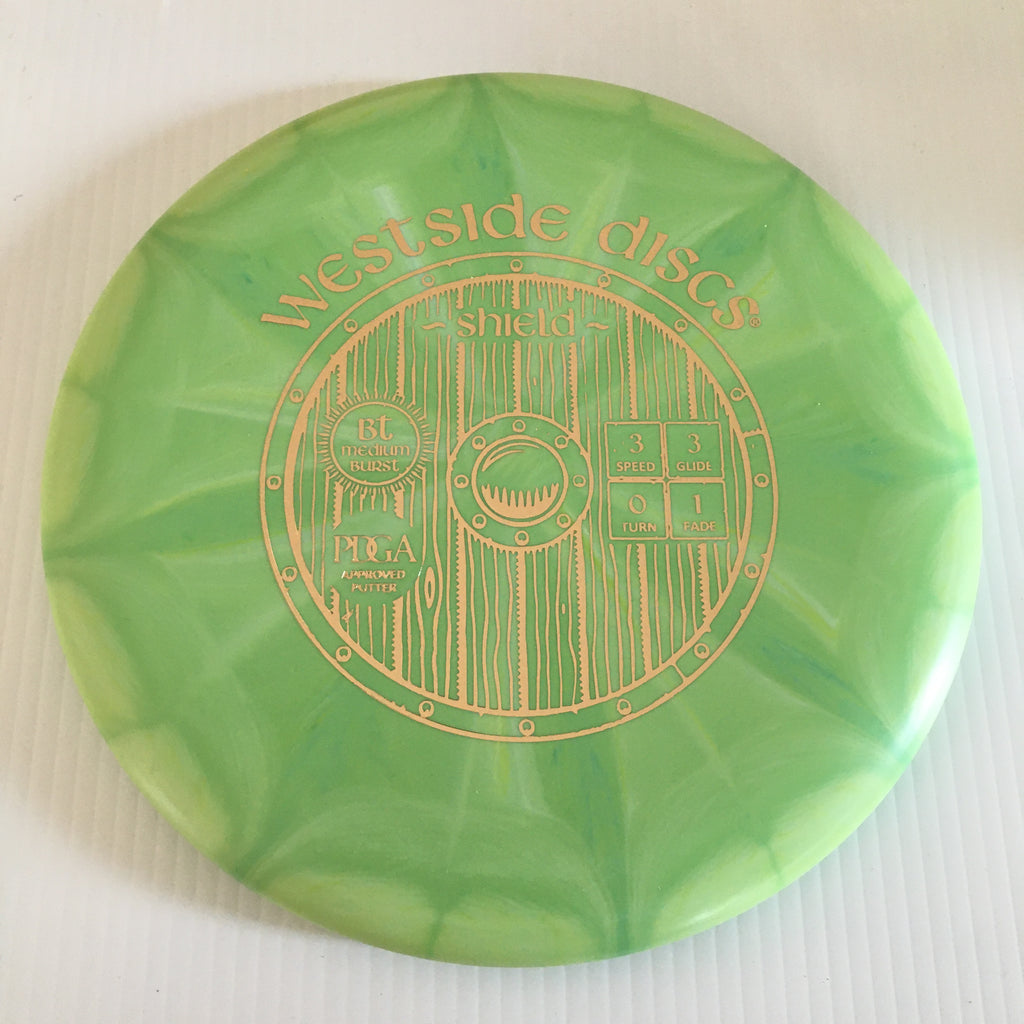 westside discs®
~ shield ~
Bt
medium
Burst
PDGA
APPROVED
PUTTER
3 3
SPEED GLIDE
0 1
TURN FADE